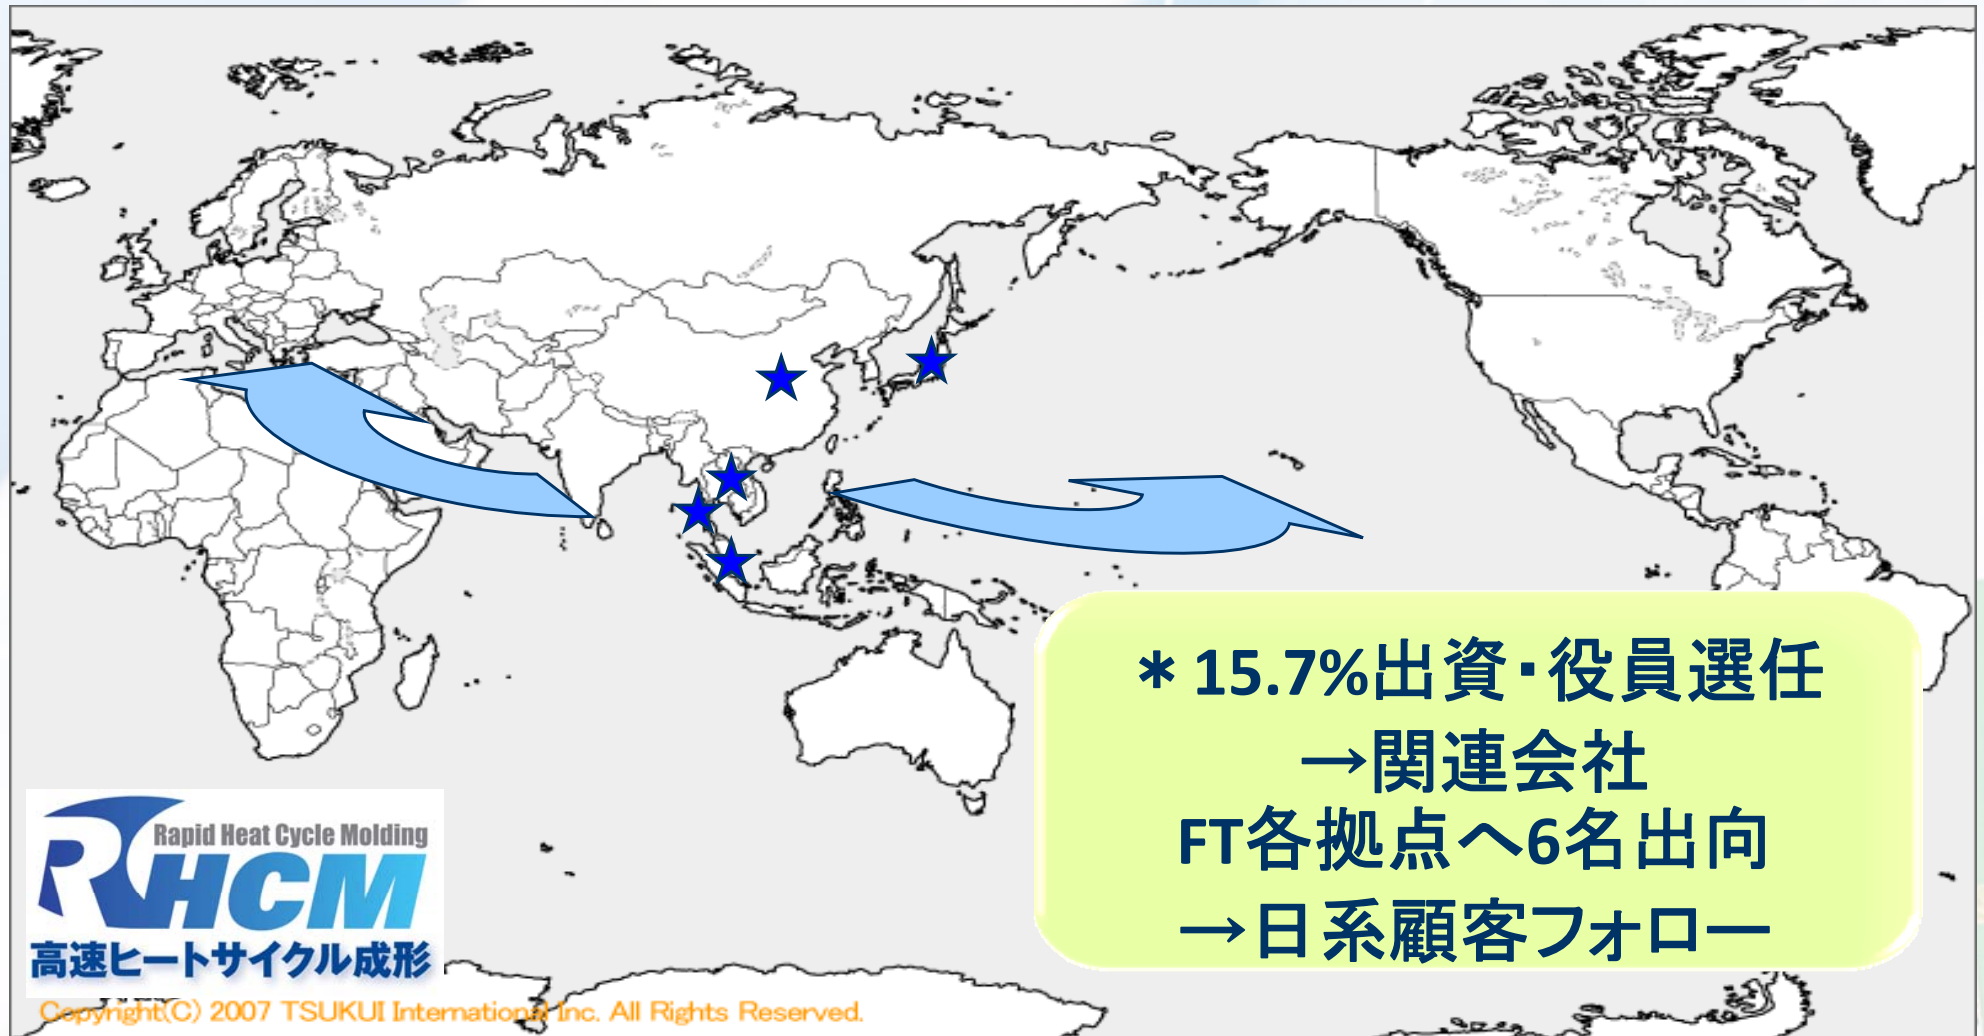 ＊15.7%出資・役員選任
→関連会社
FT各拠点へ6名出向
→日系顧客フォロー
Rapid Heat Cycle Molding
RHCM
高速ヒートサイクル成形
Copyright(C) 2007 TSUKUI International Inc. All Rights Reserved.